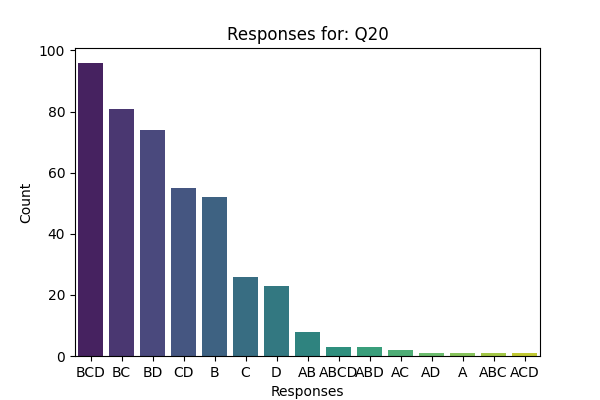 Responses for: Q20
100
80
60
40
20
0
Count
BCD BC BD CD B C D AB ABCD ABD AC AD A ABC ACD
Responses